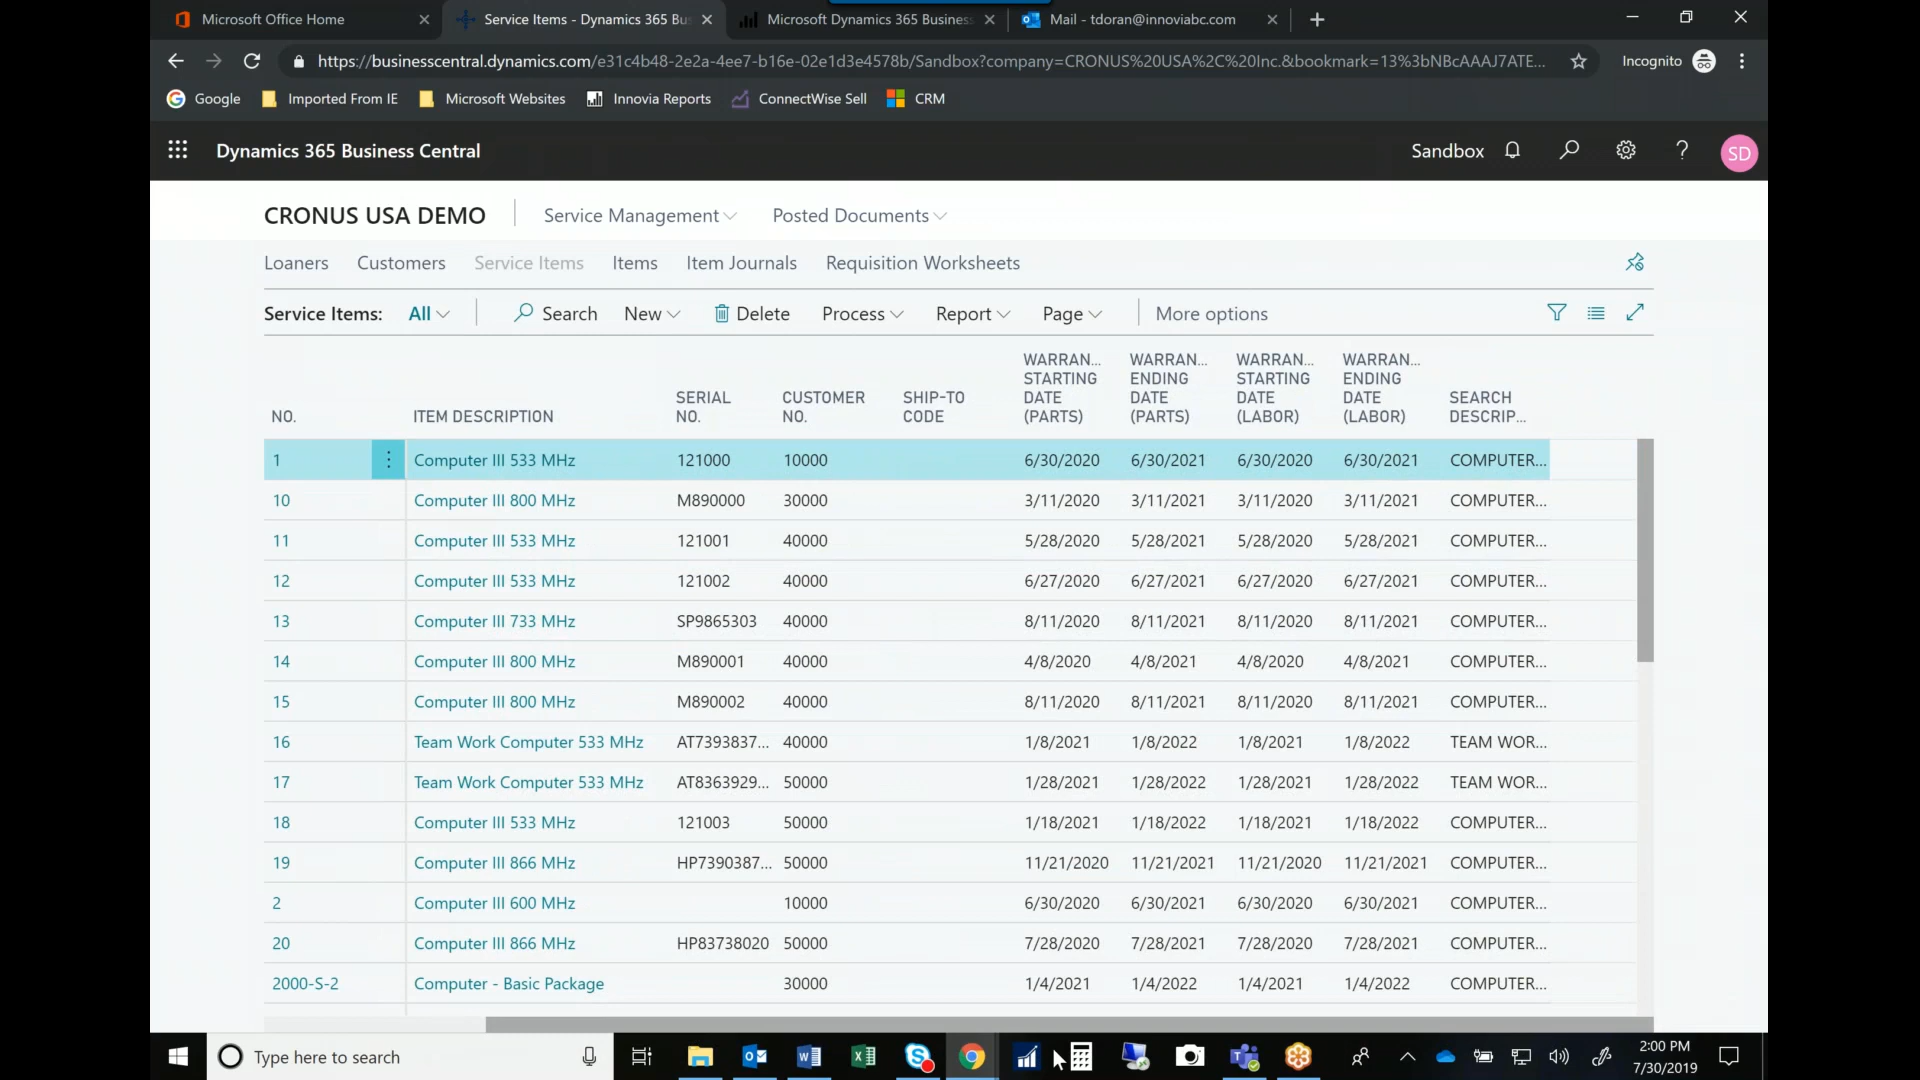 Microsoft Office Home
Service Items - Dynamics 365 Bu
Microsoft Dynamics 365 Business
Mail - tdoran@innoviabc.com
https://businesscentral.dynamics.com/e31c4b48-2e2a-4ee7-b16e-02e1d3e4578b/Sandbox?company=CRONUS%20USA%2C%20Inc.&bookmark=13%3bNBcAAAJ7ATE...
Incognito
Google
Imported From IE
Microsoft Websites
Innovia Reports
ConnectWise Sell
CRM
Dynamics 365 Business Central
Sandbox
?
SD
CRONUS USA DEMO
Service Management
Posted Documents
Loaners
Customers
Service Items
Items
Item Journals
Requisition Worksheets
Service Items:
All
Search
New
Delete
Process
Report
Page
More options
NO.
ITEM DESCRIPTION
SERIAL
NO.
CUSTOMER
NO.
SHIP-TO
CODE
WARRAN...
STARTING
DATE
(PARTS)
WARRAN...
ENDING
DATE
(PARTS)
WARRAN...
STARTING
DATE
(LABOR)
WARRAN...
ENDING
DATE
(LABOR)
SEARCH
DESCRIP...
1 Computer III 533 MHz 121000 10000 6/30/2020 6/30/2021 6/30/2020 6/30/2021 COMPUTER...
10 Computer III 800 MHz M890000 30000 3/11/2020 3/11/2021 3/11/2020 3/11/2021 COMPUTER...
11 Computer III 533 MHz 121001 40000 5/28/2020 5/28/2021 5/28/2020 5/28/2021 COMPUTER...
12 Computer III 533 MHz 121002 40000 6/27/2020 6/27/2021 6/27/2020 6/27/2021 COMPUTER...
13 Computer III 733 MHz SP9865303 40000 8/11/2020 8/11/2021 8/11/2020 8/11/2021 COMPUTER...
14 Computer III 800 MHz M890001 40000 4/8/2020 4/8/2021 4/8/2020 4/8/2021 COMPUTER...
15 Computer III 800 MHz M890002 40000 8/11/2020 8/11/2021 8/11/2020 8/11/2021 COMPUTER...
16 Team Work Computer 533 MHz AT7393837... 40000 1/8/2021 1/8/2022 1/8/2021 1/8/2022 TEAM WOR...
17 Team Work Computer 533 MHz AT8363929... 50000 1/28/2021 1/28/2022 1/28/2021 1/28/2022 TEAM WOR...
18 Computer III 533 MHz 121003 50000 1/18/2021 1/18/2022 1/18/2021 1/18/2022 COMPUTER...
19 Computer III 866 MHz HP7390387... 50000 11/21/2020 11/21/2021 11/21/2020 11/21/2021 COMPUTER...
2 Computer III 600 MHz 10000 6/30/2020 6/30/2021 6/30/2020 6/30/2021 COMPUTER...
20 Computer III 866 MHz HP83738020 50000 7/28/2020 7/28/2021 7/28/2020 7/28/2021 COMPUTER...
2000-S-2 Computer - Basic Package 30000 1/4/2021 1/4/2022 1/4/2021 1/4/2022 COMPUTER...
Type here to search
2:00 PM
7/30/2019